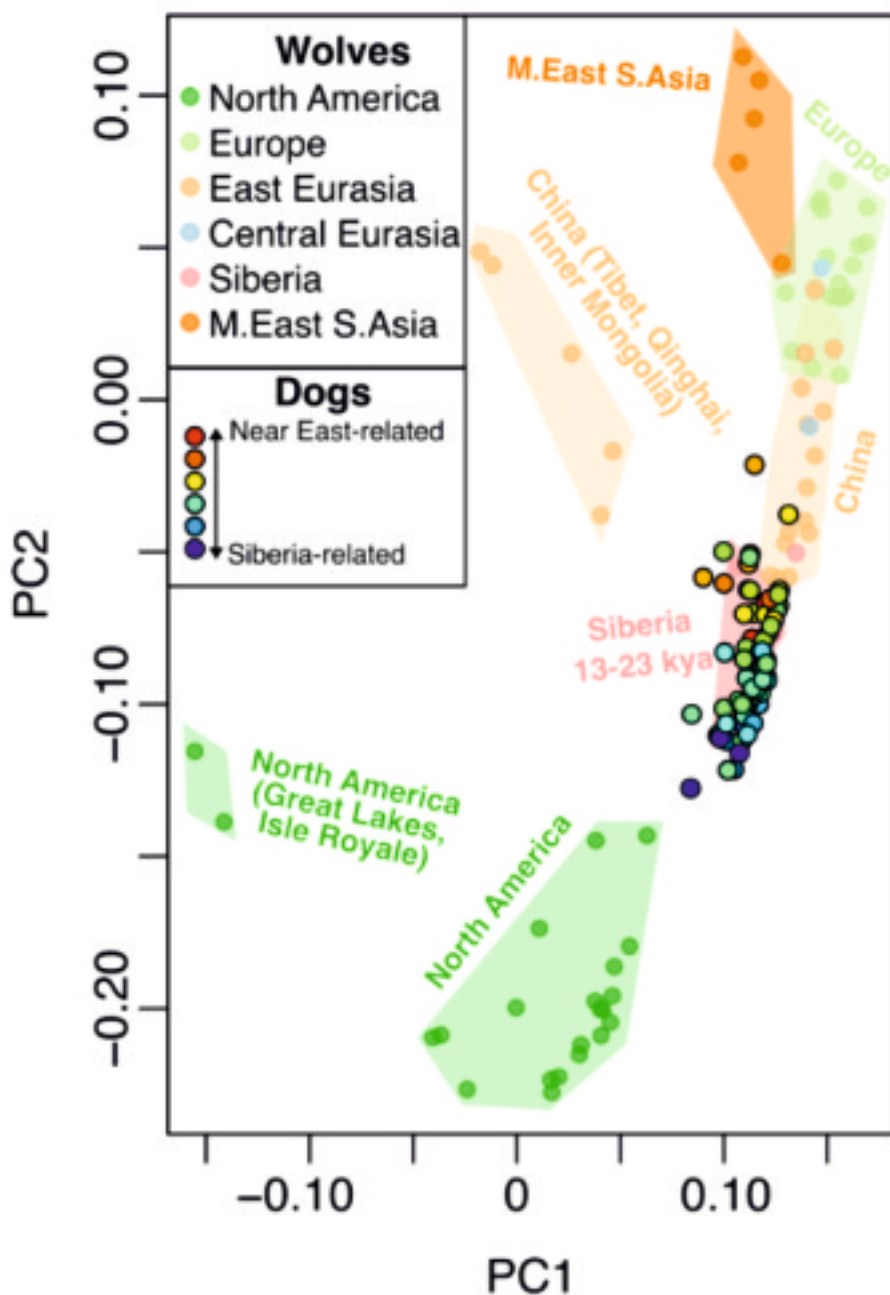 Wolves
North America
Europe
East Eurasia
Central Eurasia
Siberia
M.East S.Asia
Dogs
Near East-related
Siberia-related
M.East S.Asia
Europe
China (Tibet, Qinghai,
Inner Mongolia)
China
Siberia
13-23 kya
North America
(Great Lakes,
Isle Royale)
North America
0.10
0.00
−0.10
−0.20
PC2
−0.10
0
0.10
PC1